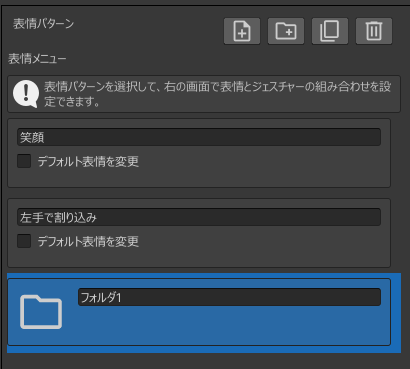 表情パターン
表情メニュー
表情パターンを選択して、右の画面で表情とジェスチャーの組み合わせを設
定できます。
笑顔
デフォルト表情を変更
左手で割り込み
デフォルト表情を変更
フォルダ1